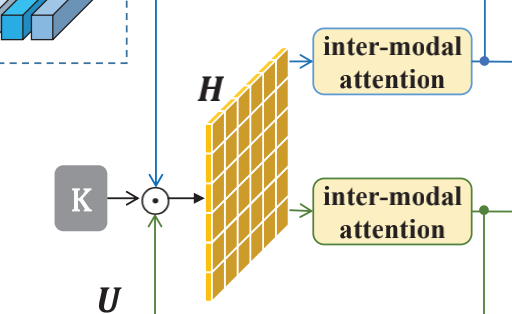 inter-modal
attention
H
K
inter-modal
attention
U